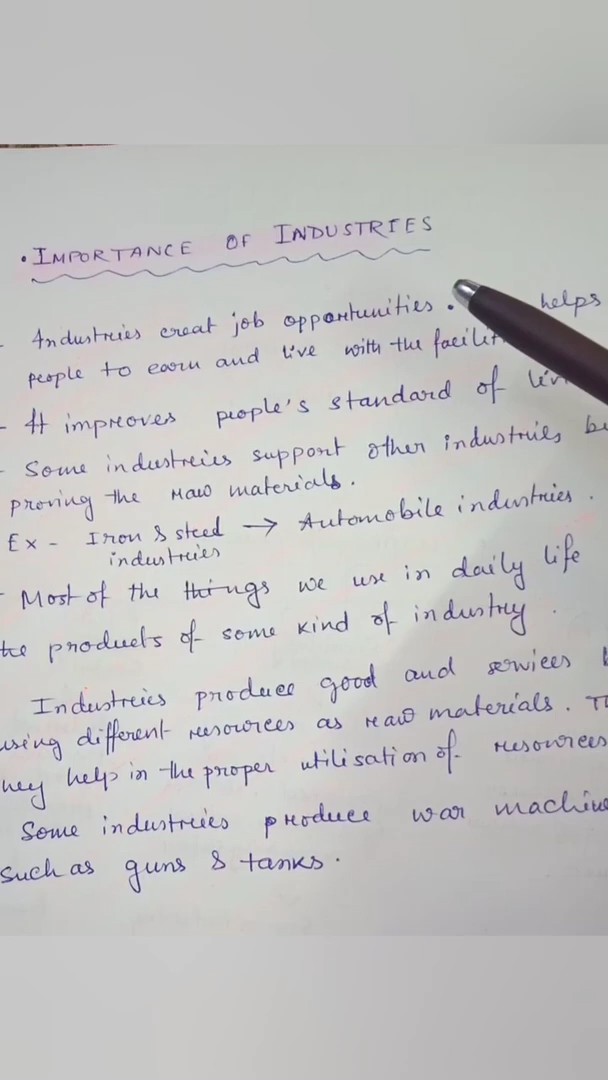 • IMPORTANCE OF INDUSTRIES
- Industries creat job opportunities. helps
people to earn and live with the
- It improves people's standard of
- Some industries support other industries
proving the raw materials.
Ex - Iron & steed → Automobile industries.
industries
- Most of the things we use in daily life
the products of some kind of industry.
Industries produce good and services
using different resources as raw materials.
hey help in the proper utilisation of resources
Some industries produce war machine
such as guns & tanks.